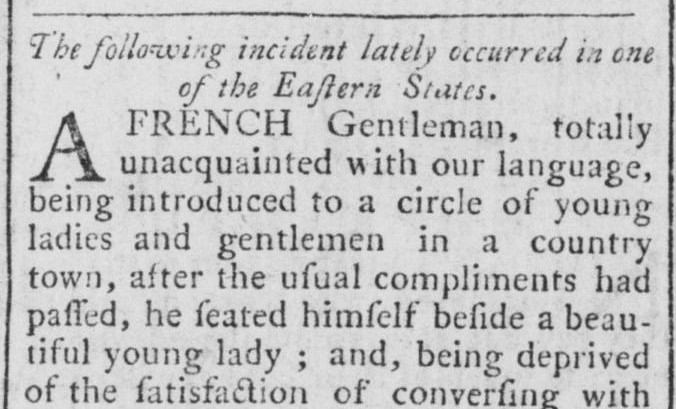 The following incident lately occurred in one
of the Eaſtern States.
A FRENCH Gentleman, totally
unacquainted with our language,
being introduced to a circle of young
ladies and gentlemen in a country
town, after the uſual compliments had
paſſed, he ſeated himſelf beſide a beau-
tiful young lady ; and, being deprived
of the ſatisfaction of converſing with